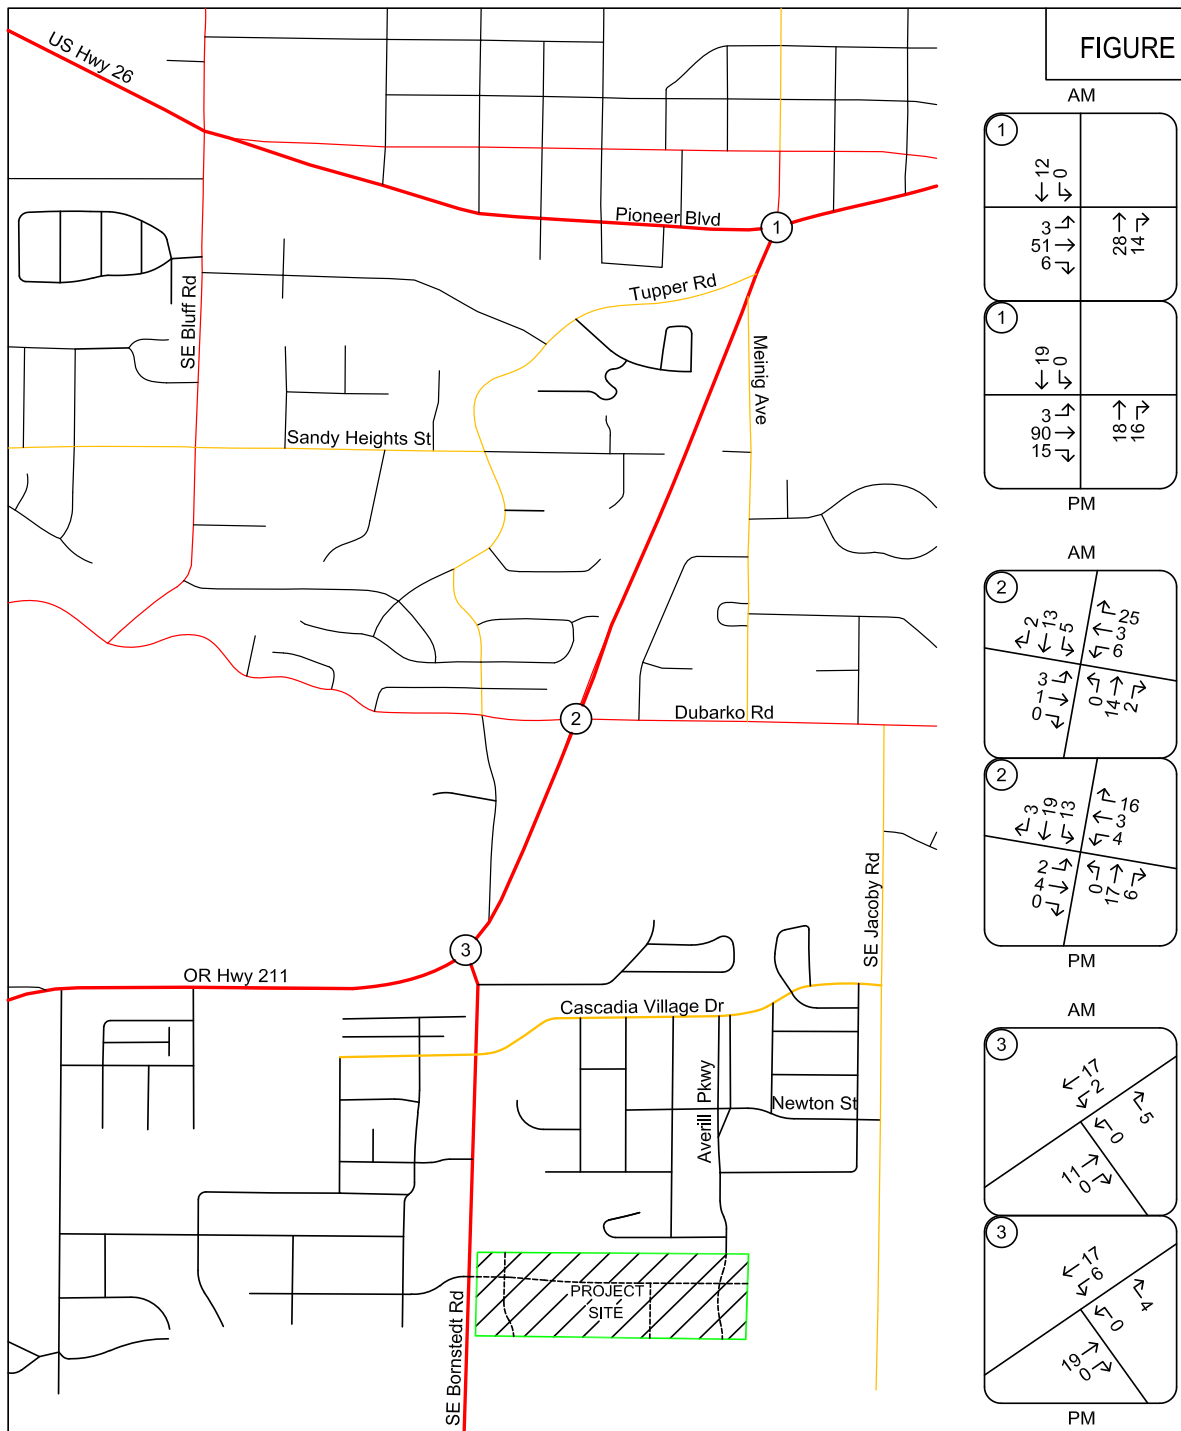 US Hwy 26
FIGURE
AM
1
12
0
3
51
6
28
14
1
19
0
3
90
15
18
16
PM
Pioneer Blvd
1
Tupper Rd
SE Bluff Rd
Meinig Ave
Sandy Heights St
AM
2
2
13
5
25
3
6
3
1
0
0
14
2
2
3
19
13
16
3
4
2
4
0
0
17
6
PM
2
Dubarko Rd
SE Jacoby Rd
3
OR Hwy 211
Cascadia Village Dr
Averill Pkwy
Newton St
AM
3
17
2
5
0
11
0
3
17
6
4
0
19
0
PM
PROJECT
SITE
SE Bornstedt Rd